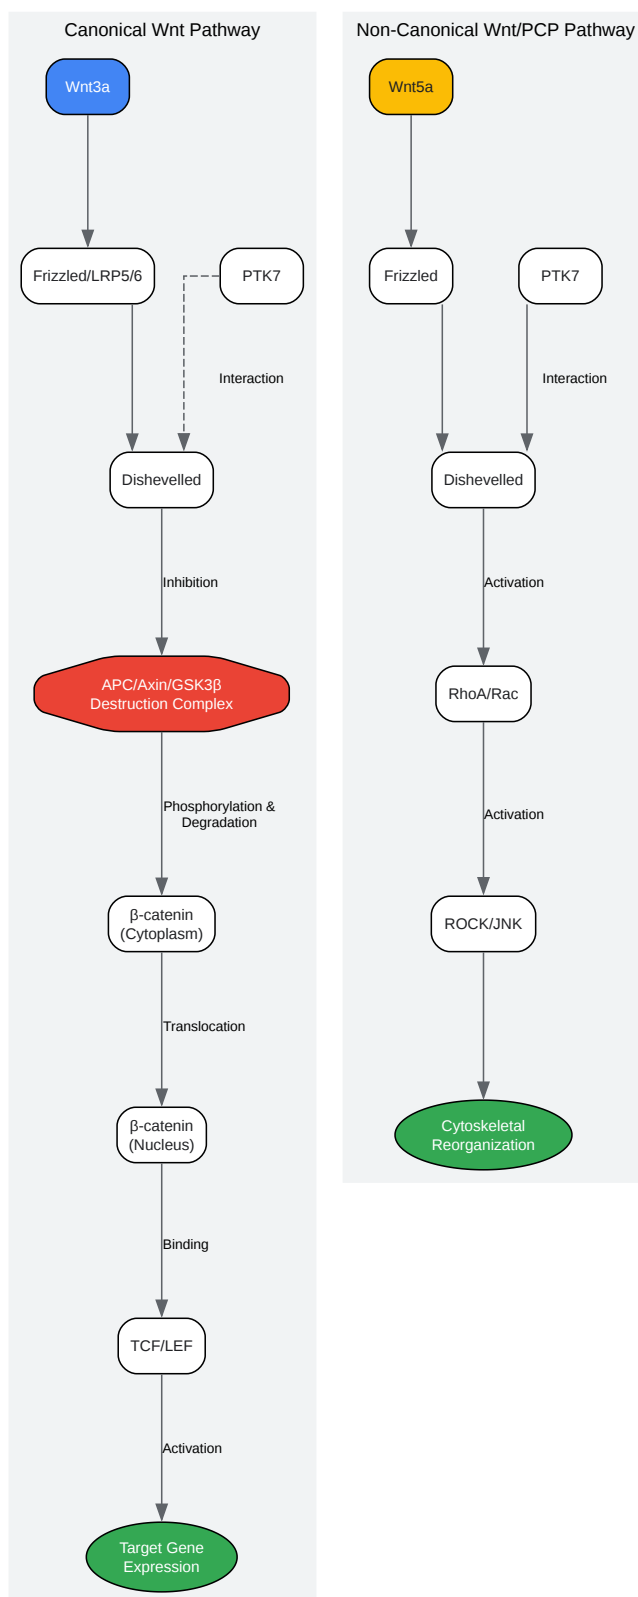 Canonical Wnt Pathway
Wnt3a
Frizzled/LRP5/6
PTK7
Interaction
Dishevelled
Inhibition
APC/Axin/GSK3β
Destruction Complex
Phosphorylation &
Degradation
β-catenin
(Cytoplasm)
Translocation
β-catenin
(Nucleus)
Binding
TCF/LEF
Activation
Target Gene
Expression
Non-Canonical Wnt/PCP Pathway
Wnt5a
Frizzled
PTK7
Interaction
Dishevelled
Activation
RhoA/Rac
Activation
ROCK/JNK
Cytoskeletal
Reorganization